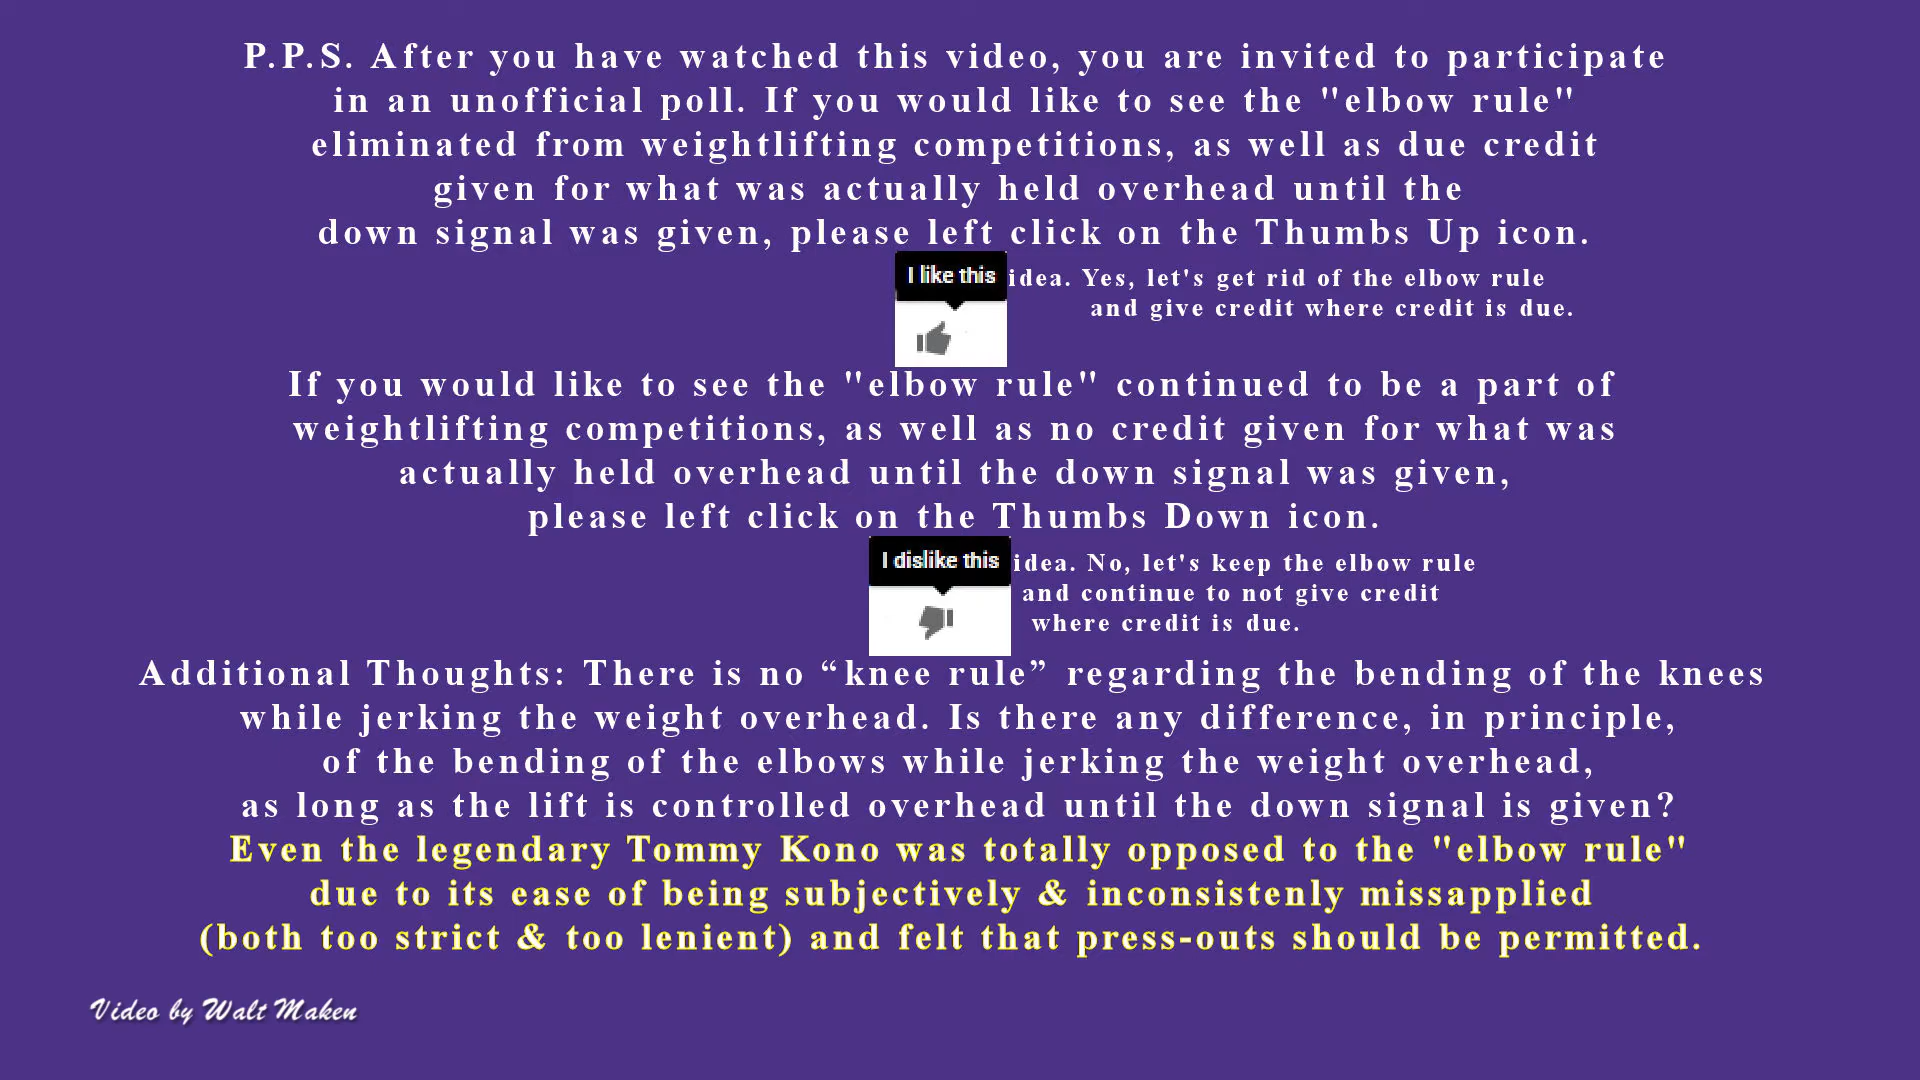 P.P.S. After you have watched this video, you are invited to participate
in an unofficial poll. If you would like to see the "elbow rule"
eliminated from weightlifting competitions, as well as due credit
given for what was actually held overhead until the
down signal was given, please left click on the Thumbs Up icon.
I like this idea. Yes, let's get rid of the elbow rule
and give credit where credit is due.
If you would like to see the "elbow rule" continued to be a part of
weightlifting competitions, as well as no credit given for what was
actually held overhead until the down signal was given,
please left click on the Thumbs Down icon.
I dislike this idea. No, let's keep the elbow rule
and continue to not give credit
where credit is due.
Additional Thoughts: There is no “knee rule” regarding the bending of the knees
while jerking the weight overhead. Is there any difference, in principle,
of the bending of the elbows while jerking the weight overhead,
as long as the lift is controlled overhead until the down signal is given?
Even the legendary Tommy Kono was totally opposed to the "elbow rule"
due to its ease of being subjectively & inconsistenly missapplied
(both too strict & too lenient) and felt that press-outs should be permitted.
Video by Walt Maken